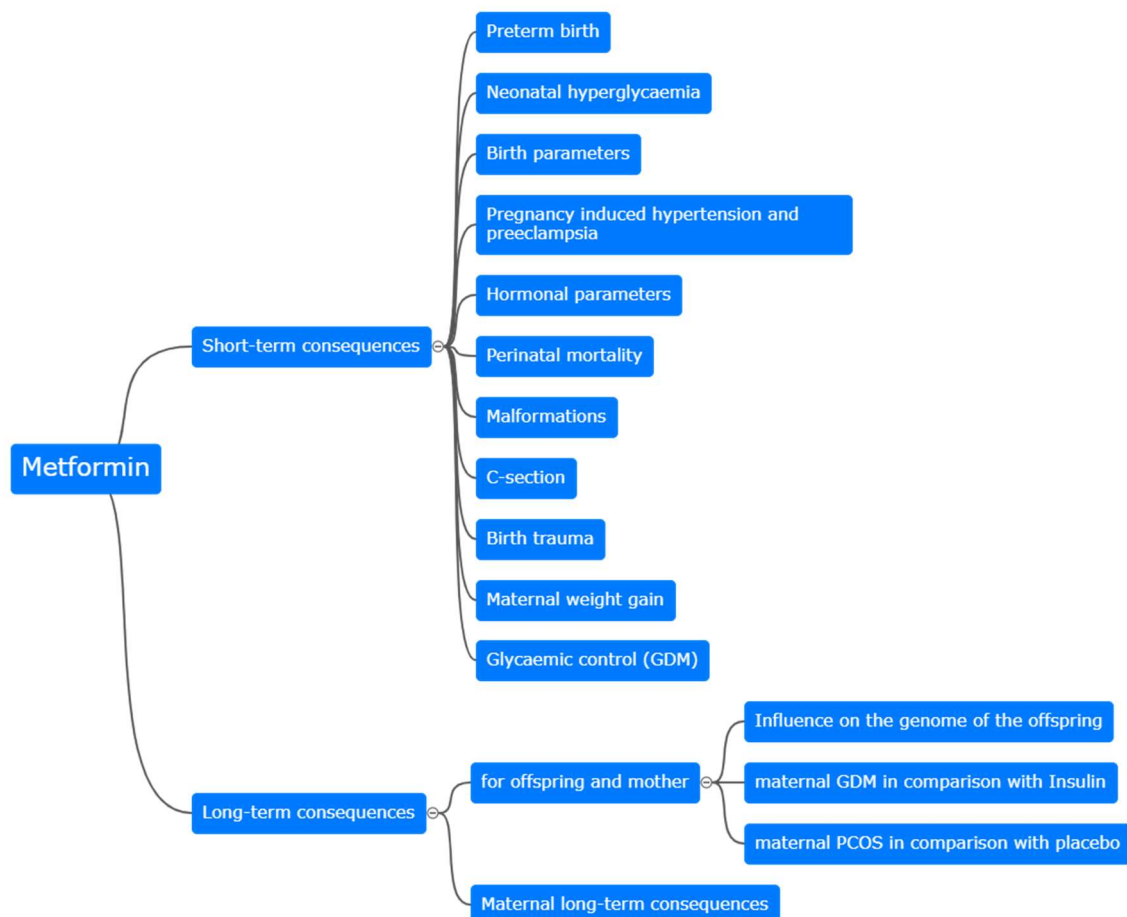 Preterm birth
Neonatal hyperglycaemia
Birth parameters
Pregnancy induced hypertension and
preeclampsia
Hormonal parameters
Short-term consequences
Perinatal mortality
Malformations
Metformin
C-section
Birth trauma
Maternal weight gain
Glycaemic control (GDM)
Influence on the genome of the offspring
for offspring and mother
maternal GDM in comparison with Insulin
Long-term consequences
maternal PCOS in comparison with placebo
Maternal long-term consequences